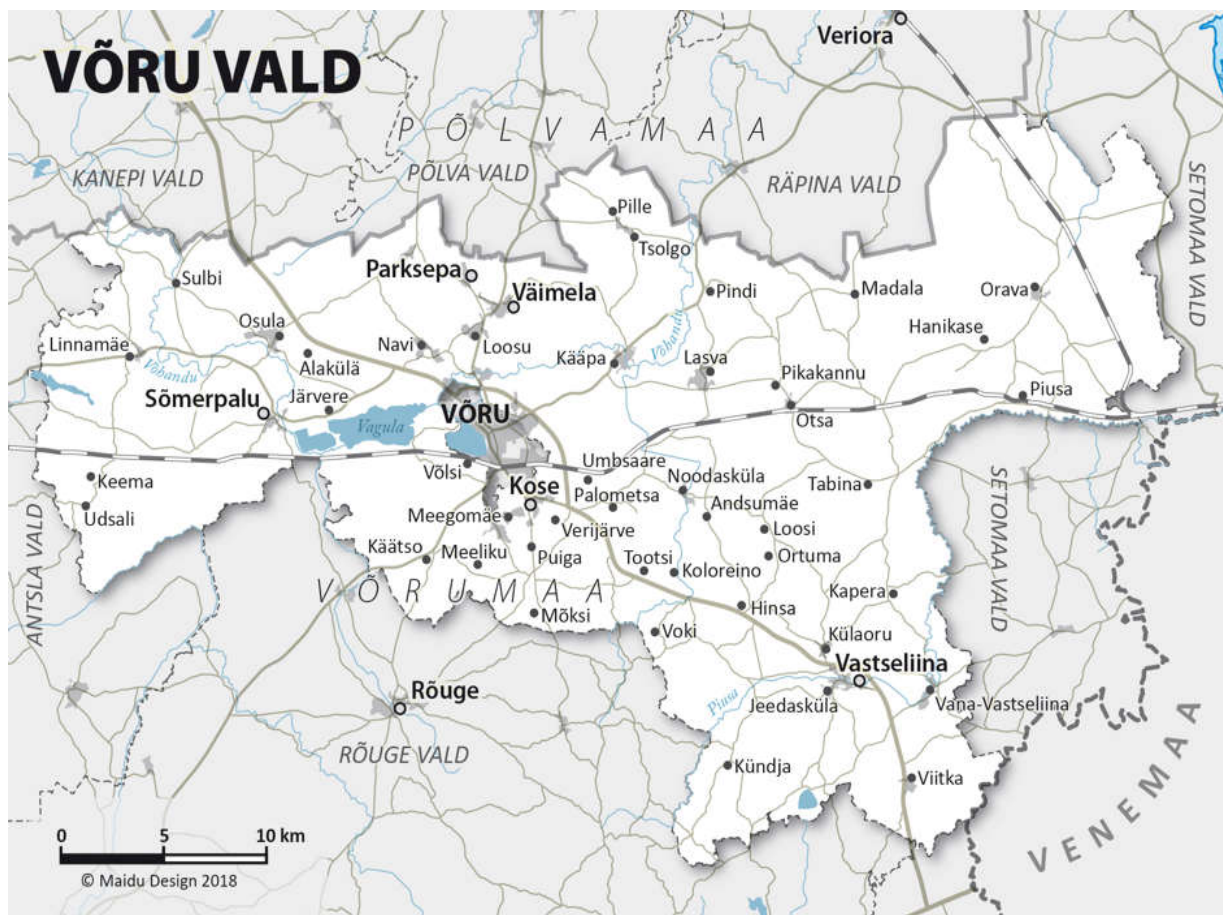 Veriora
VÕRU VALD
PÕLVAMAA
KANEPI VALD
PÕLVA VALD
RÄPINA VALD
SETOMAA VALD
Pille
Tsolgo
Parksepa
Sulbi
Väimela
Pindi
Madala
Orava
Osula
Hanikase
Linnamäe
Navi
Loosu
Võhandu
Alakülä
Kääpa
Lasva
Võhandu
Pikakannu
Piusa
Sõmerpalu
Järvere
VÕRU
Otsa
Vagula
Võlsi
Umbsaare
Keema
Noodasküla
Tabina
SETOMAA VALD
Kose
Palometsa
Andsumäe
Udsali
Meegomäe
Verijärve
Loosi
ANTSLA VALD
Käätso
Meeliku
Puiga
Tootsi
Koloreino
Ortuma
VÕRUMAA
Kapera
Mõksi
Hinsa
Voki
Külaoru
Vastseliina
Rõuge
Piusa
Jeedasküla
Vana-Vastseliina
RÕUGE VALD
Kündja
Viitka
VENEMAA
0 5 10 km
© Maidu Design 2018